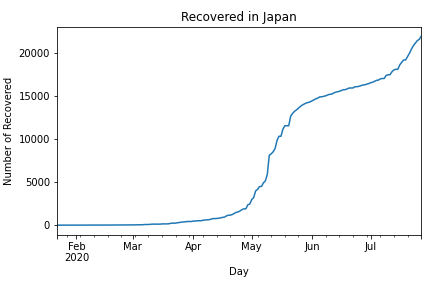 Recovered in Japan
Number of Recovered
20000
15000
10000
5000
0
Feb
2020
Mar
Apr
May
Jun
Jul
Day